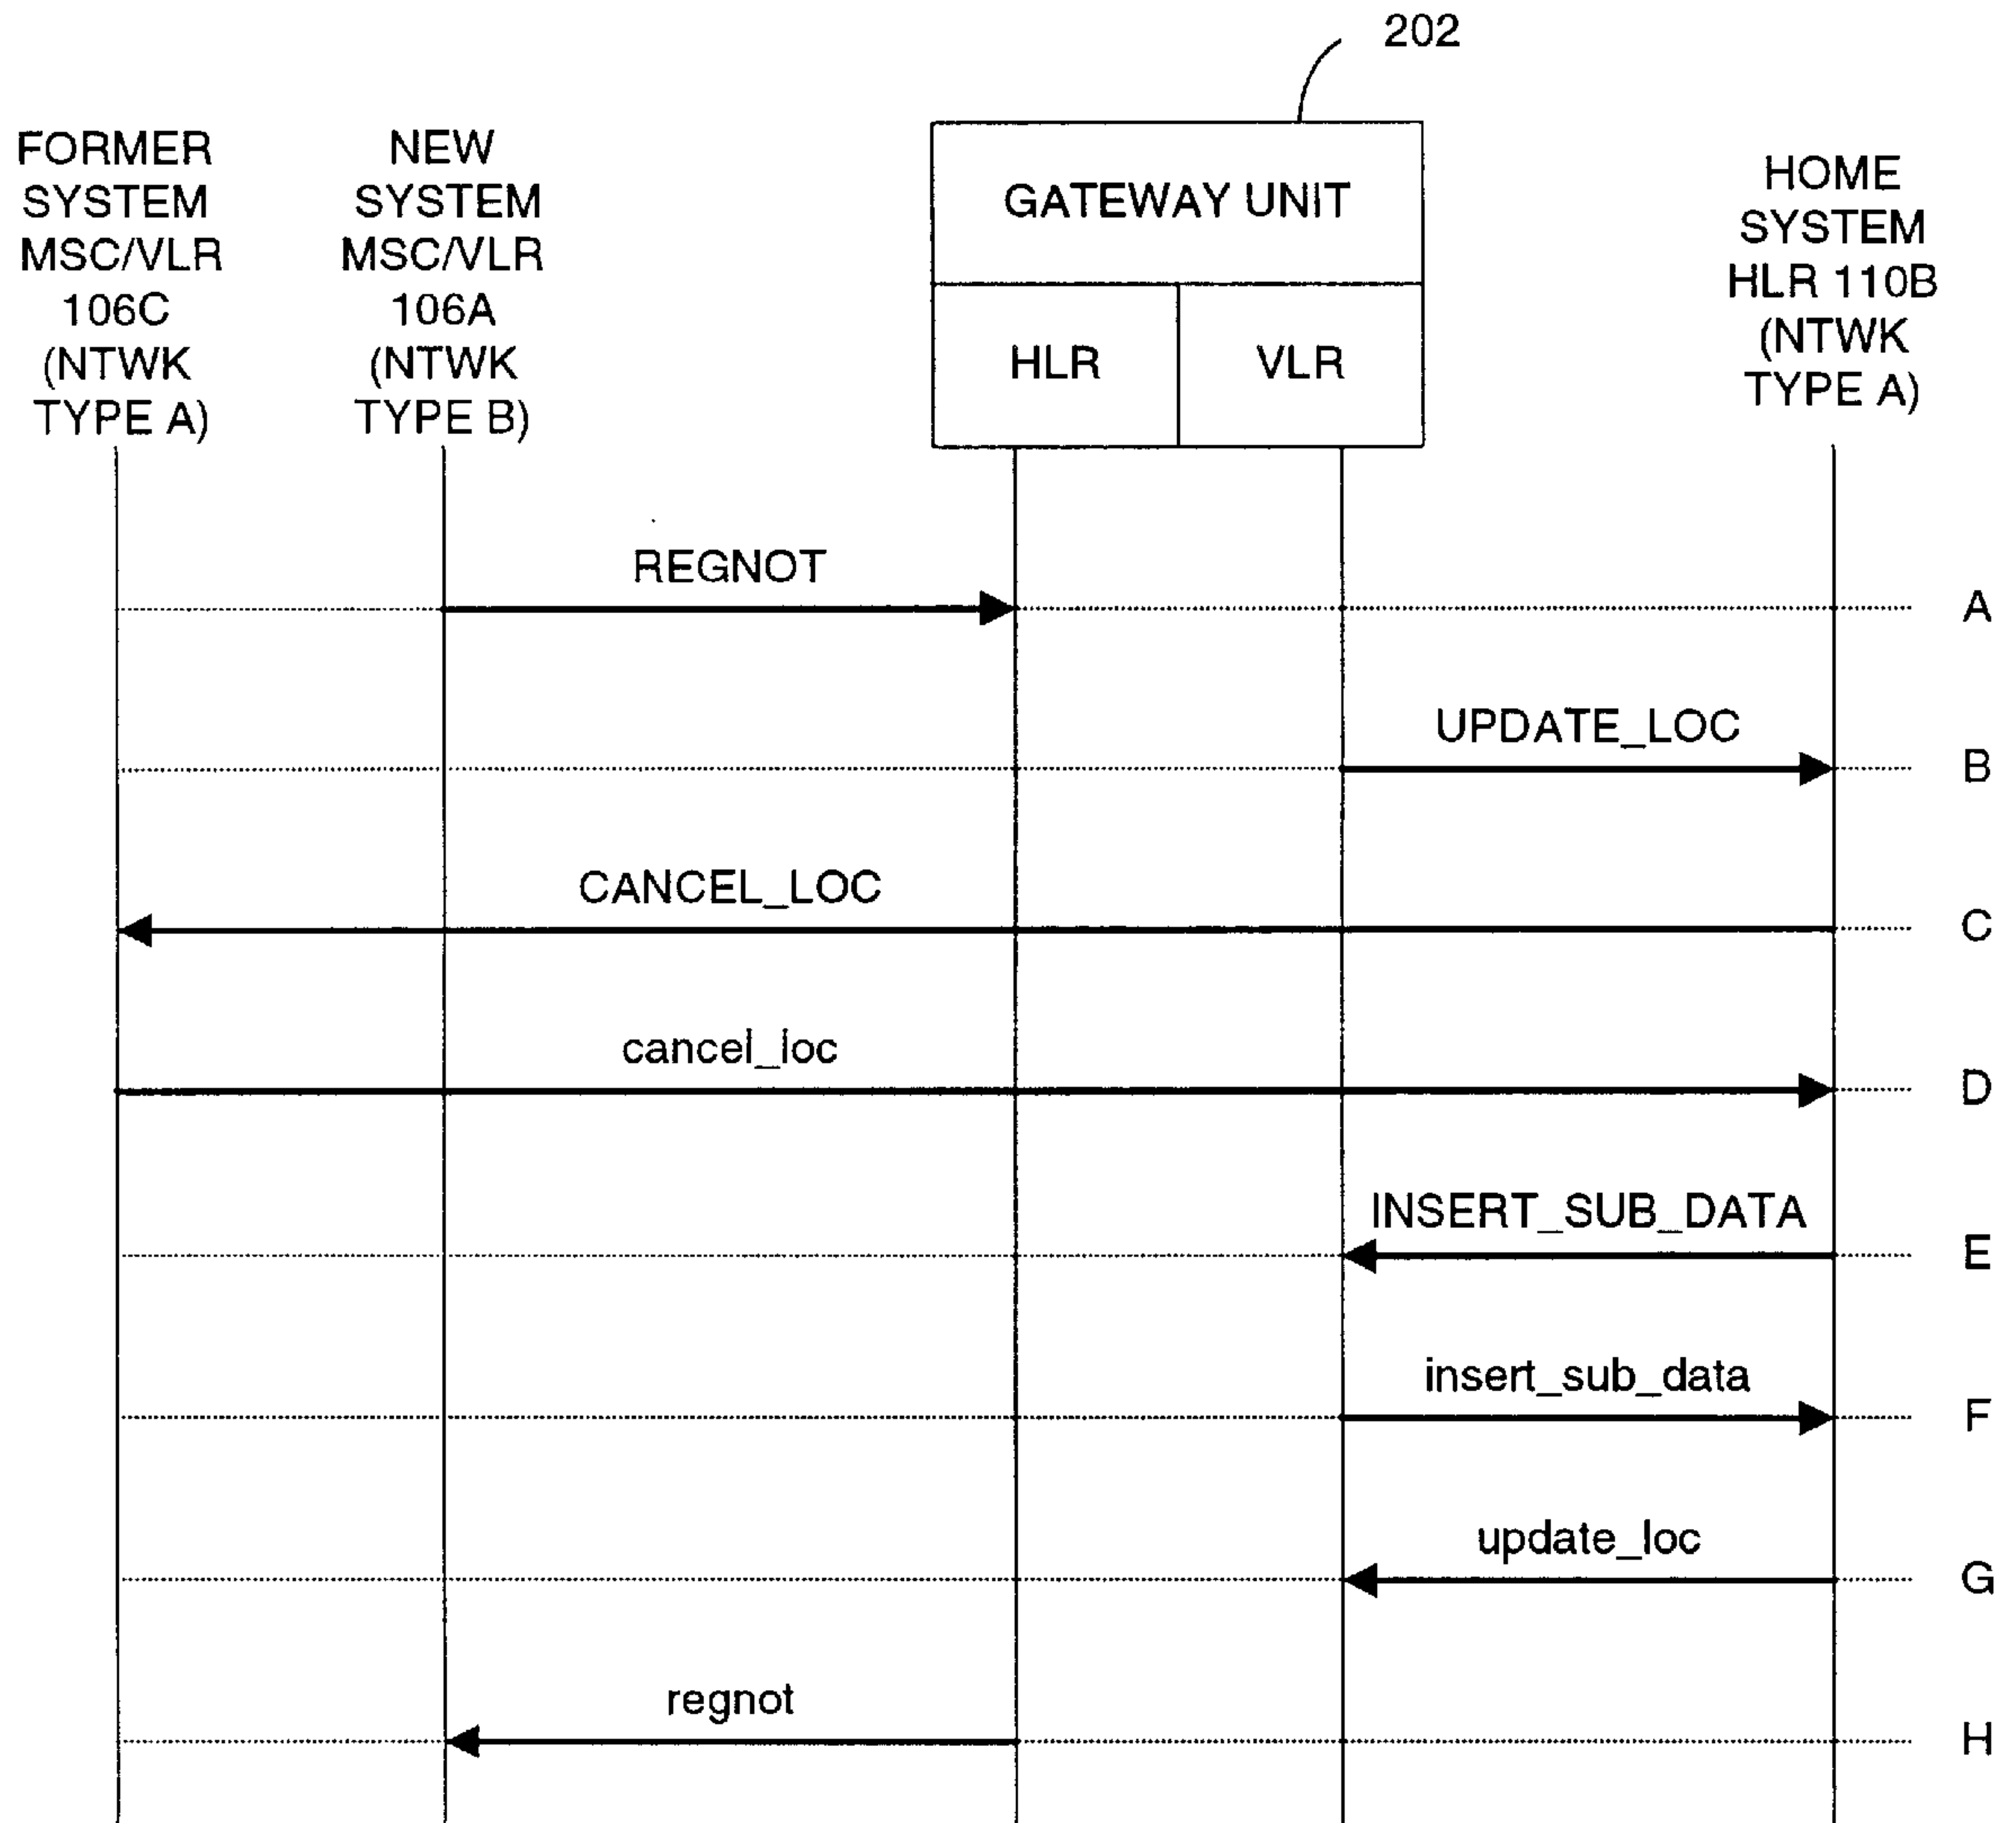 202
FORMER
SYSTEM
MSC/VLR
106C
(NTWK
TYPE A)
NEW
SYSTEM
MSC/VLR
106A
(NTWK
TYPE B)
GATEWAY UNIT
HLR
VLR
HOME
SYSTEM
HLR 110B
(NTWK
TYPE A)
REGNOT
A
UPDATE_LOC
B
CANCEL_LOC
C
cancel_loc
D
INSERT_SUB_DATA
E
insert_sub_data
F
update_loc
G
regnot
H